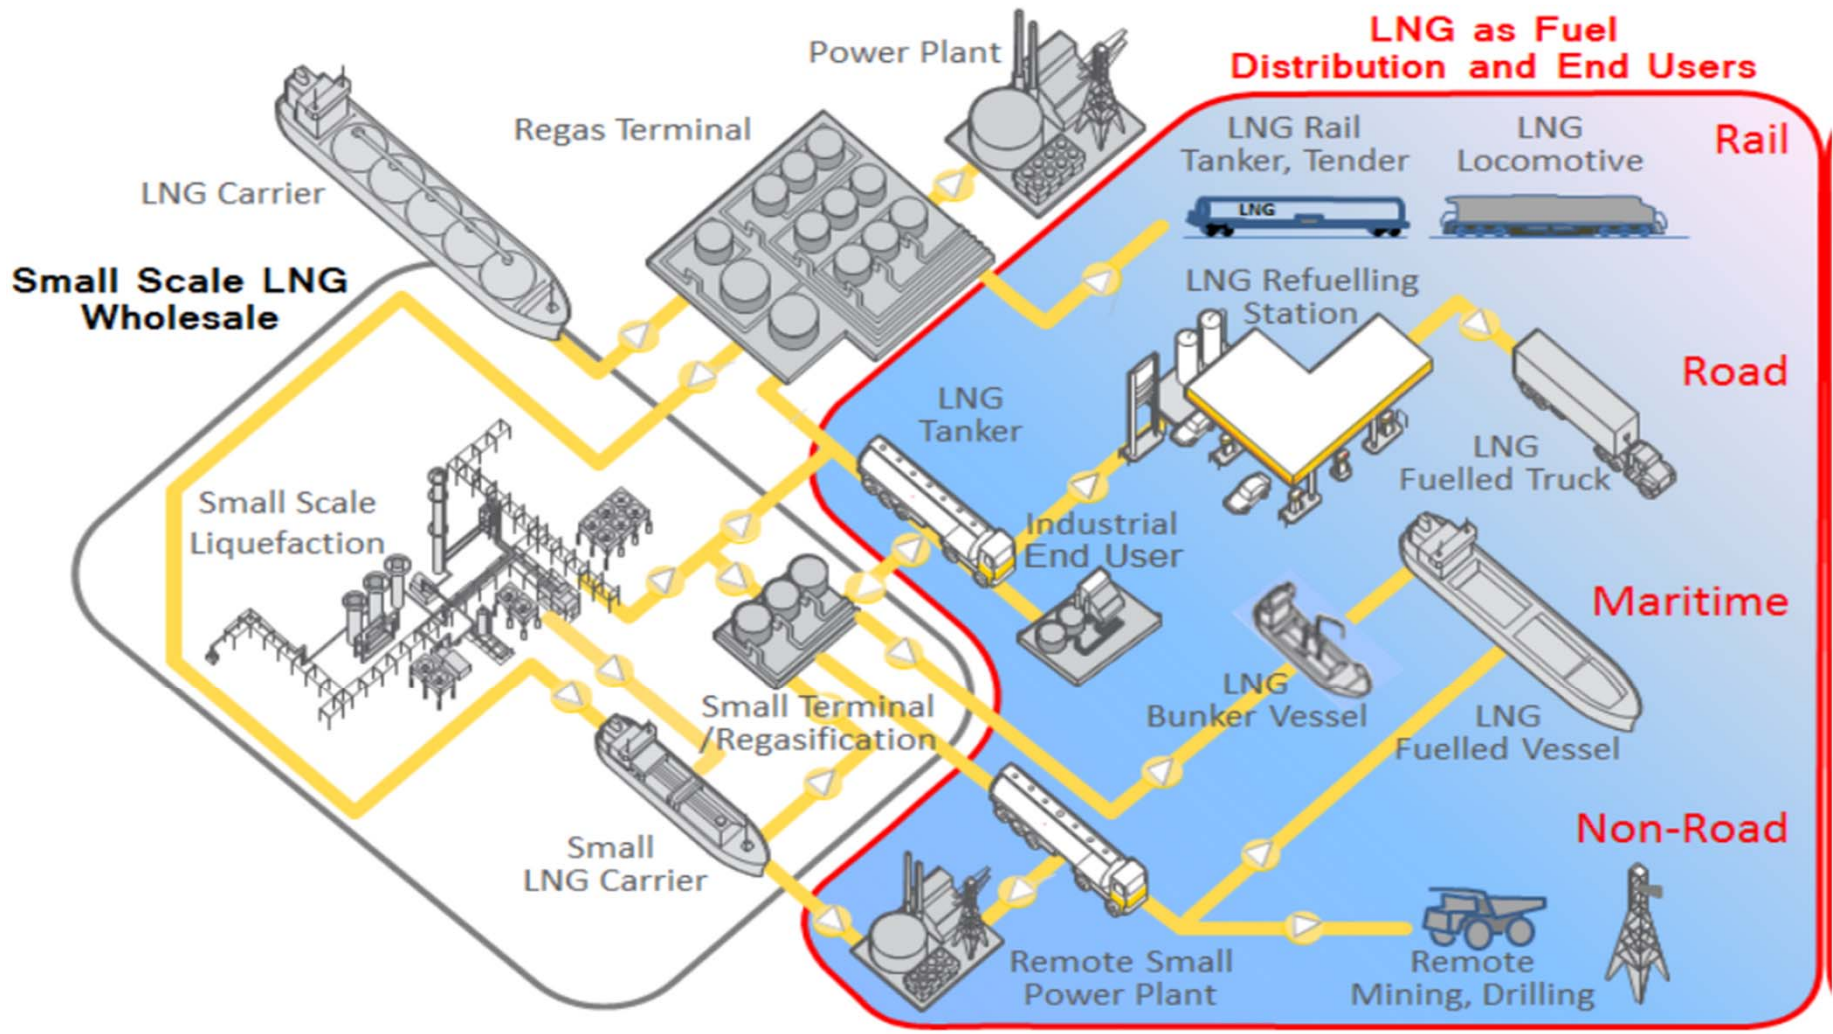 LNG as Fuel
Distribution and End Users
Power Plant
Regas Terminal
LNG Carrier
Small Scale LNG
Wholesale
LNG Rail
Tanker, Tender
LNG
Locomotive
Rail
LNG
LNG Refuelling
Station
Road
LNG
Tanker
LNG
Fuelled Truck
Small Scale
Liquefaction
Industrial
End User
Maritime
LNG
Bunker Vessel
LNG
Fuelled Vessel
Small Terminal
/Regasification
Non-Road
Small
LNG Carrier
Remote Small
Power Plant
Remote
Mining, Drilling